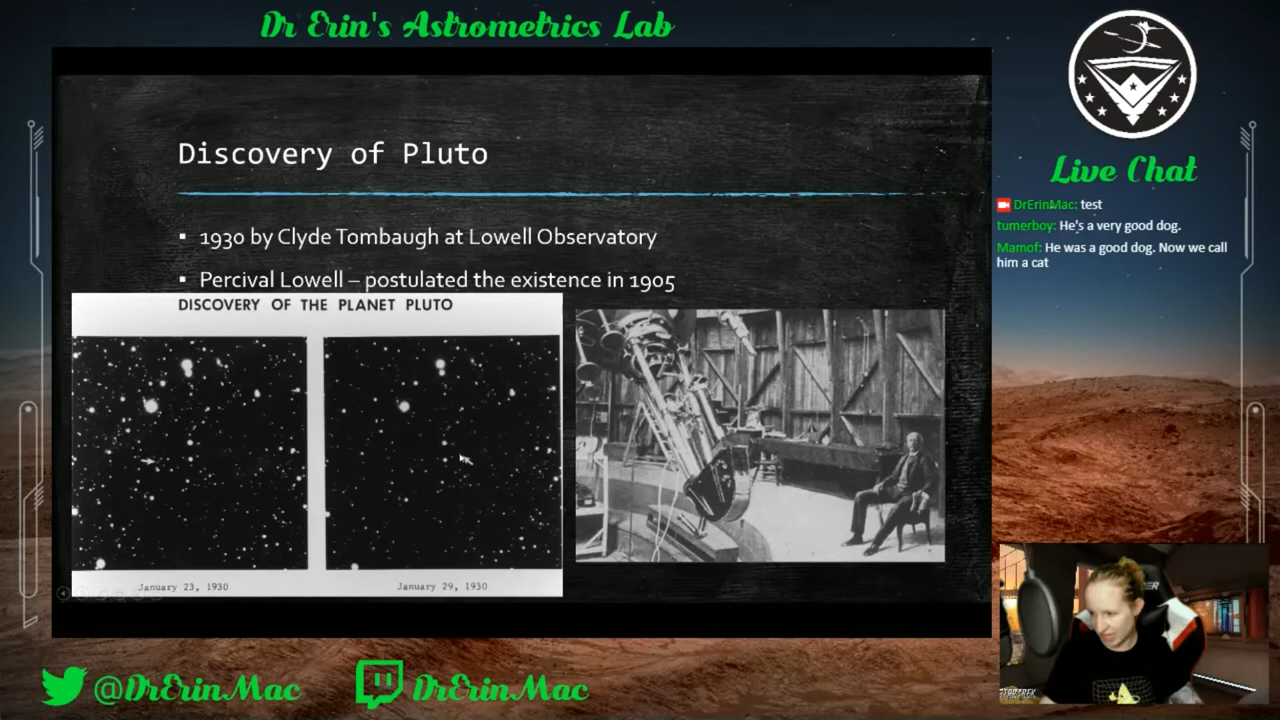 Dr Erin's Astrometrics Lab
Discovery of Pluto
▪ 1930 by Clyde Tombaugh at Lowell Observatory
▪ Percival Lowell – postulated the existence in 1905
DISCOVERY OF THE PLANET PLUTO
January 23, 1930
January 29, 1930
Live Chat
DrErinMac: test
tumerboy: He's a very good dog.
Mamof: He was a good dog. Now we call
him a cat
STAR TREK
@DrErinMac
DrErinMac